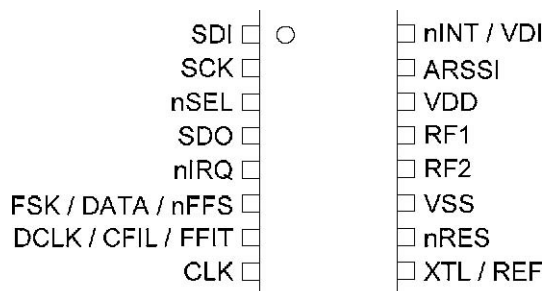 SDI nINT / VDI
SCK ARSSI
nSEL VDD
SDO RF1
nIRQ RF2
FSK / DATA / nFFS VSS
DCLK / CFIL / FFIT nRES
CLK XTL / REF